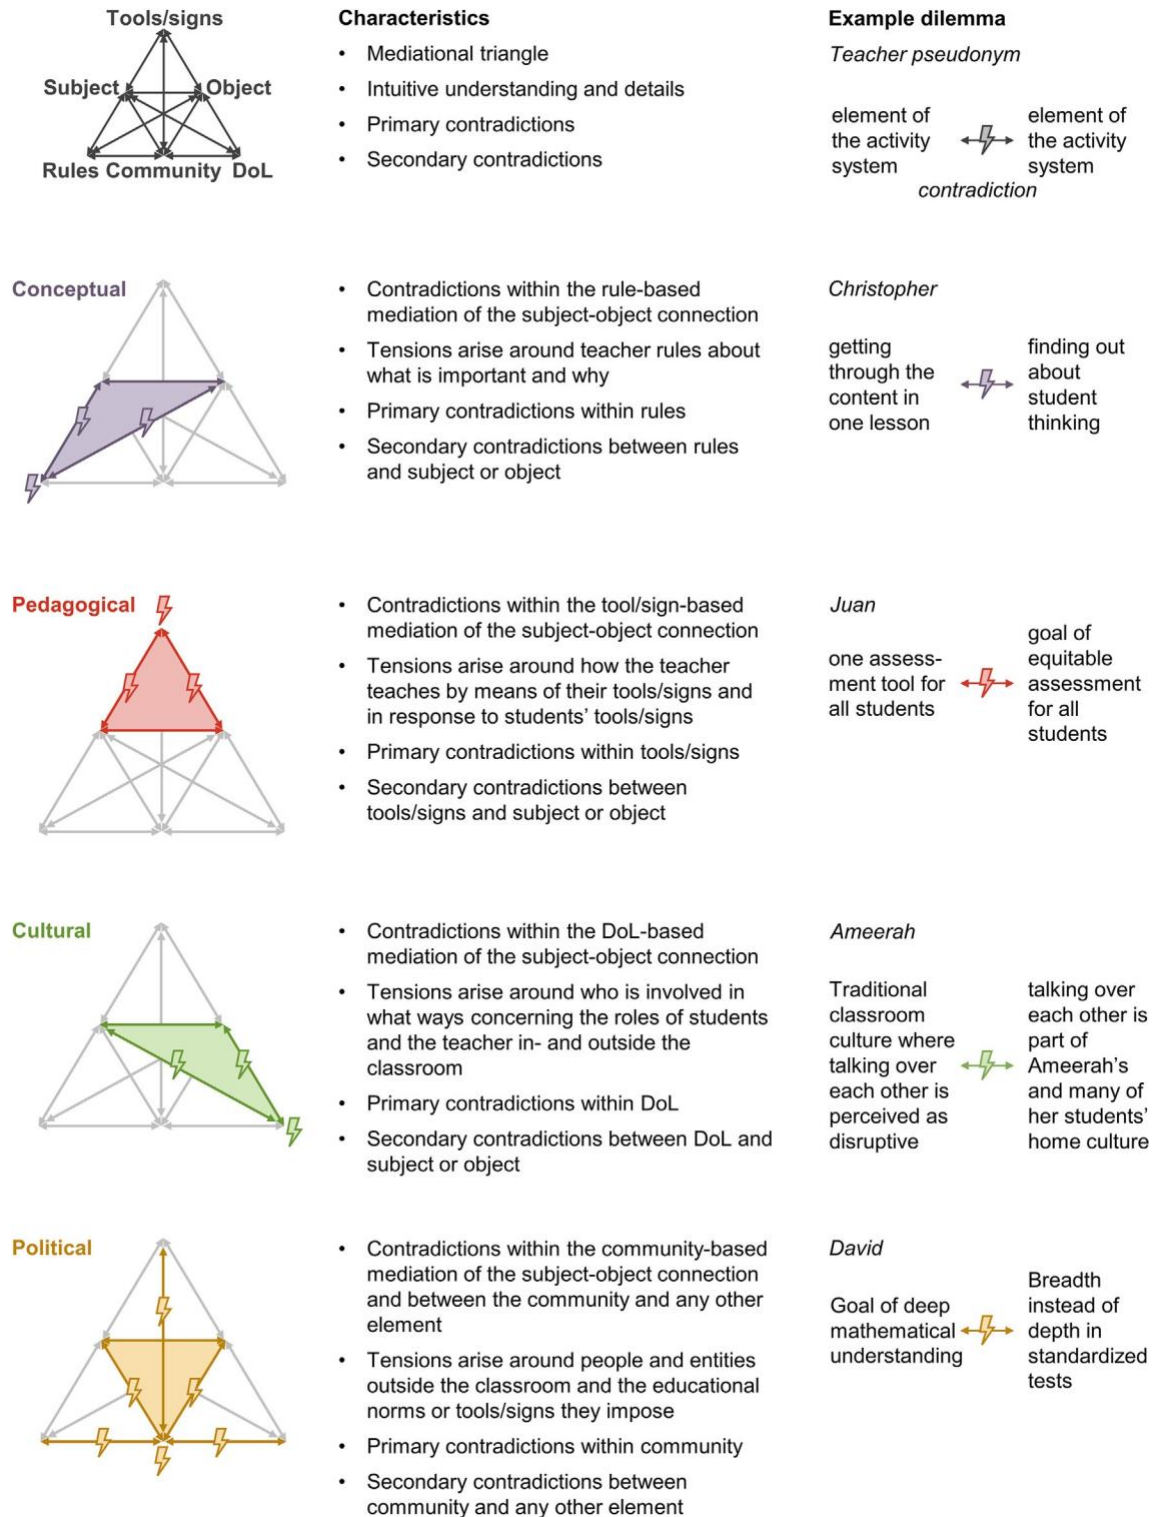 Tools/signs
Subject
Object
Rules Community DoL
Characteristics
• Mediational triangle
• Intuitive understanding and details
• Primary contradictions
• Secondary contradictions
Example dilemma
Teacher pseudonym
element of
the activity
system
element of
the activity
system
contradiction
Conceptual
• Contradictions within the rule-based
mediation of the subject-object connection
• Tensions arise around teacher rules about
what is important and why
• Primary contradictions within rules
• Secondary contradictions between rules
and subject or object
Christopher
getting
through the
content in
one lesson
finding out
about
student
thinking
Pedagogical
• Contradictions within the tool/sign-based
mediation of the subject-object connection
• Tensions arise around how the teacher
teaches by means of their tools/signs and
in response to students’ tools/signs
• Primary contradictions within tools/signs
• Secondary contradictions between
tools/signs and subject or object
Juan
one assess-
ment tool for
all students
goal of
equitable
assessment
for all
students
Cultural
• Contradictions within the DoL-based
mediation of the subject-object connection
• Tensions arise around who is involved in
what ways concerning the roles of students
and the teacher in- and outside the
classroom
• Primary contradictions within DoL
• Secondary contradictions between DoL and
subject or object
Ameerah
Traditional
classroom
culture where
talking over
each other is
perceived as
disruptive
talking over
each other is
part of
Ameerah’s
and many of
her students’
home culture
Political
• Contradictions within the community-based
mediation of the subject-object connection
and between the community and any other
element
• Tensions arise around people and entities
outside the classroom and the educational
norms or tools/signs they impose
• Primary contradictions within community
• Secondary contradictions between
community and any other element
David
Goal of deep
mathematical
understanding
Breadth
instead of
depth in
standardized
tests